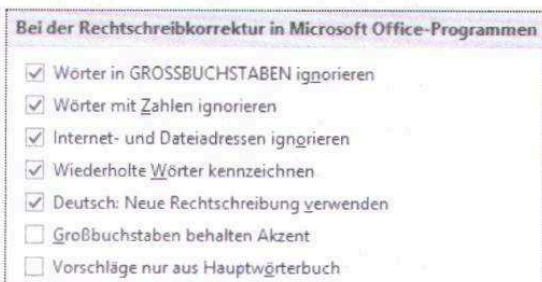 Bei der Rechtschreibkorrektur in Microsoft Office-Programmen
Wörter in GROSSBUCHSTABEN ignorieren
Wörter mit Zahlen ignorieren
Internet- und Dateiadressen ignorieren
Wiederholte Wörter kennzeichnen
Deutsch: Neue Rechtschreibung verwenden
Großbuchstaben behalten Akzent
Vorschläge nur aus Hauptwörterbuch